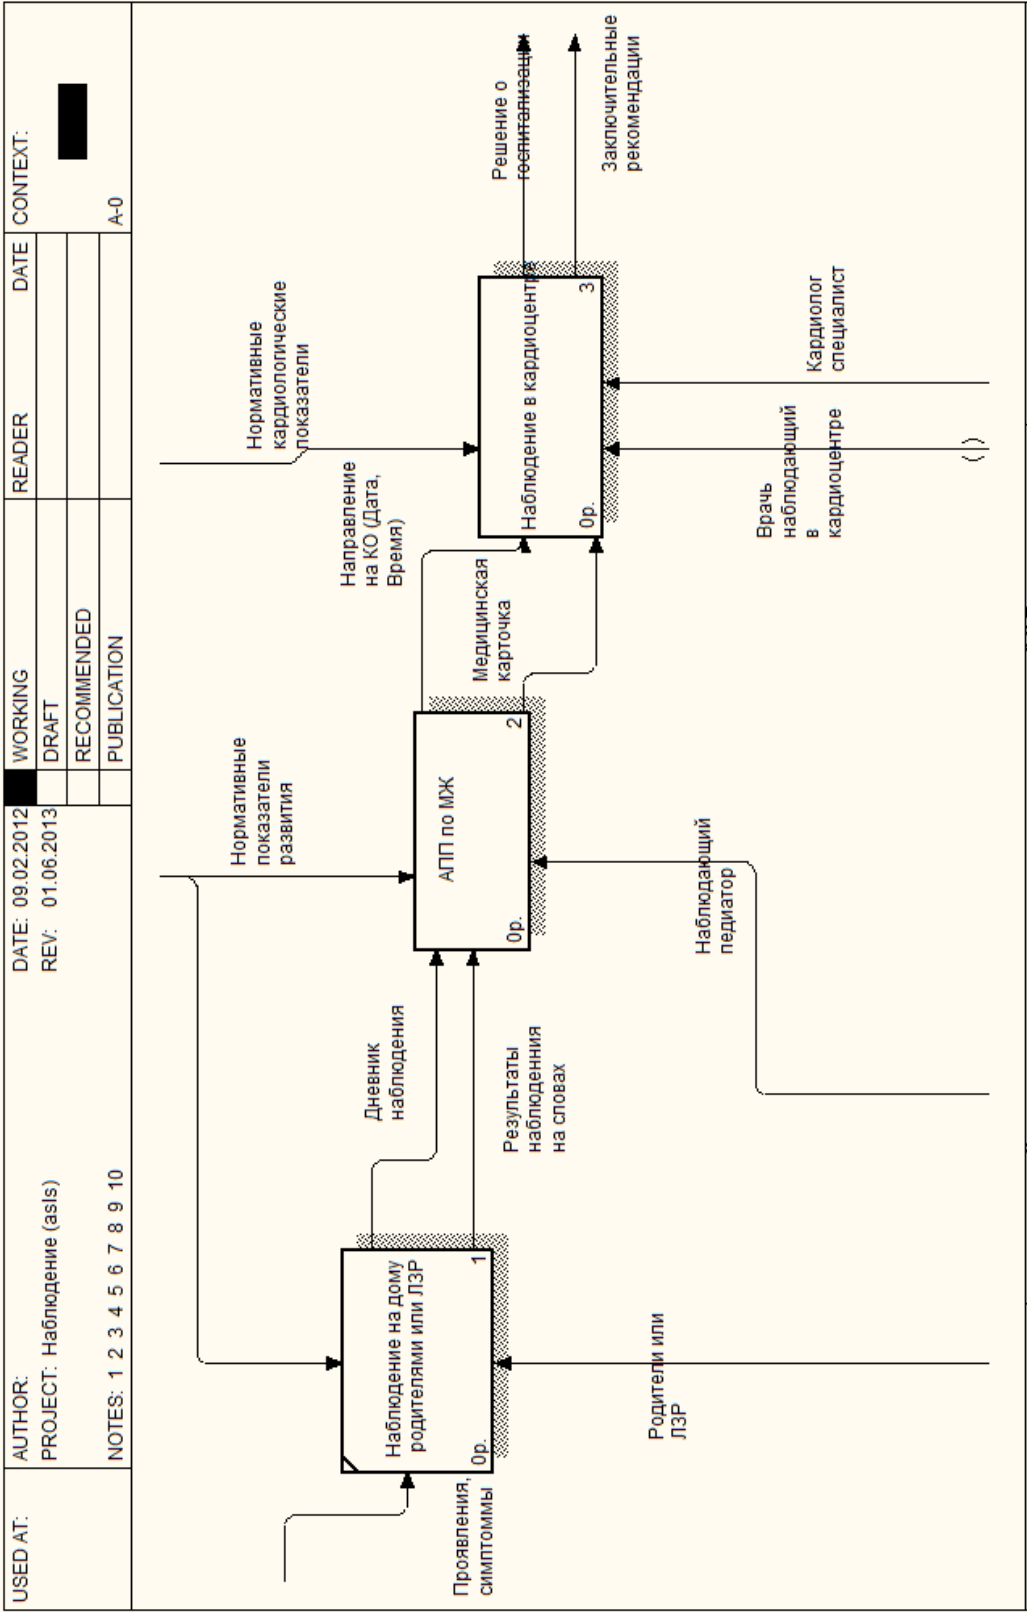 USED AT:
AUTHOR:
PROJECT: Наблюдение (asIs)
NOTES: 1 2 3 4 5 6 7 8 9 10
DATE: 09.02.2012
REV: 01.06.2013
WORKING
DRAFT
RECOMMENDED
PUBLICATION
READER
DATE
CONTEXT:
A-0
Проявления,
симптоммы
Наблюдение на дому
родителями или ЛЗР
0р.
1
Родители или
ЛЗР
Дневник
наблюдения
Результаты
наблюденния
на словах
Нормативные
показатели
развития
АПП по МЖ
0р.
2
Наблюдающий
педиатор
Направление
на КО (Дата,
Время)
Медицинская
карточка
Нормативные
кардиологические
показатели
Наблюдение в кардиоцентре
0р.
3
Врачь
наблюдающий
в
кардиоцентре
Кардиолог
специалист
Решение о
госпитализации
Заключительные
рекомендации